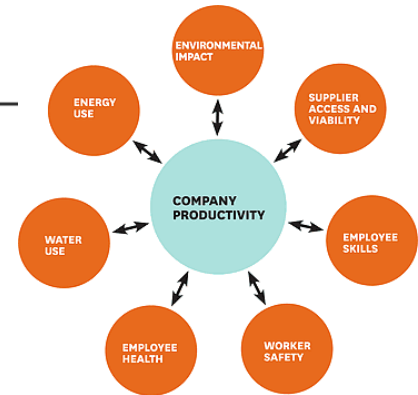 ENVIRONMENTAL
IMPACT
SUPPLIER
ACCESS AND
VIABILITY
EMPLOYEE
SKILLS
WORKER
SAFETY
EMPLOYEE
HEALTH
WATER
USE
ENERGY
USE
COMPANY
PRODUCTIVITY